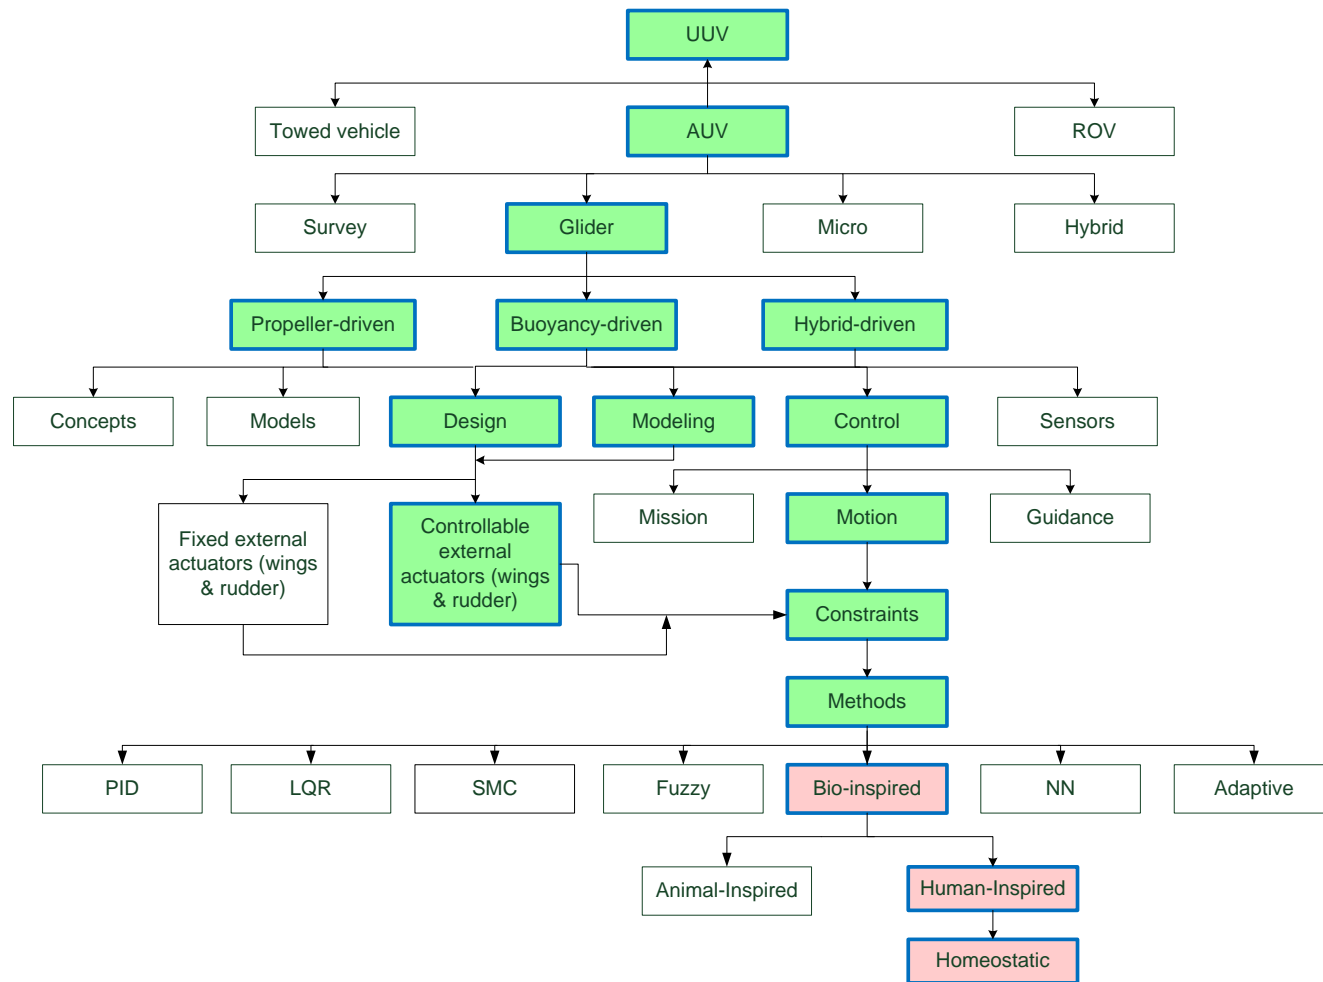 UUV
Towed vehicle
AUV
ROV
Survey
Glider
Micro
Hybrid
Propeller-driven
Buoyancy-driven
Hybrid-driven
Concepts
Models
Design
Modeling
Control
Sensors
Fixed external
actuators (wings
& rudder)
Controllable
external
actuators (wings
& rudder)
Mission
Motion
Guidance
Constraints
Methods
PID
LQR
SMC
Fuzzy
Bio-inspired
NN
Adaptive
Animal-Inspired
Human-Inspired
Homeostatic